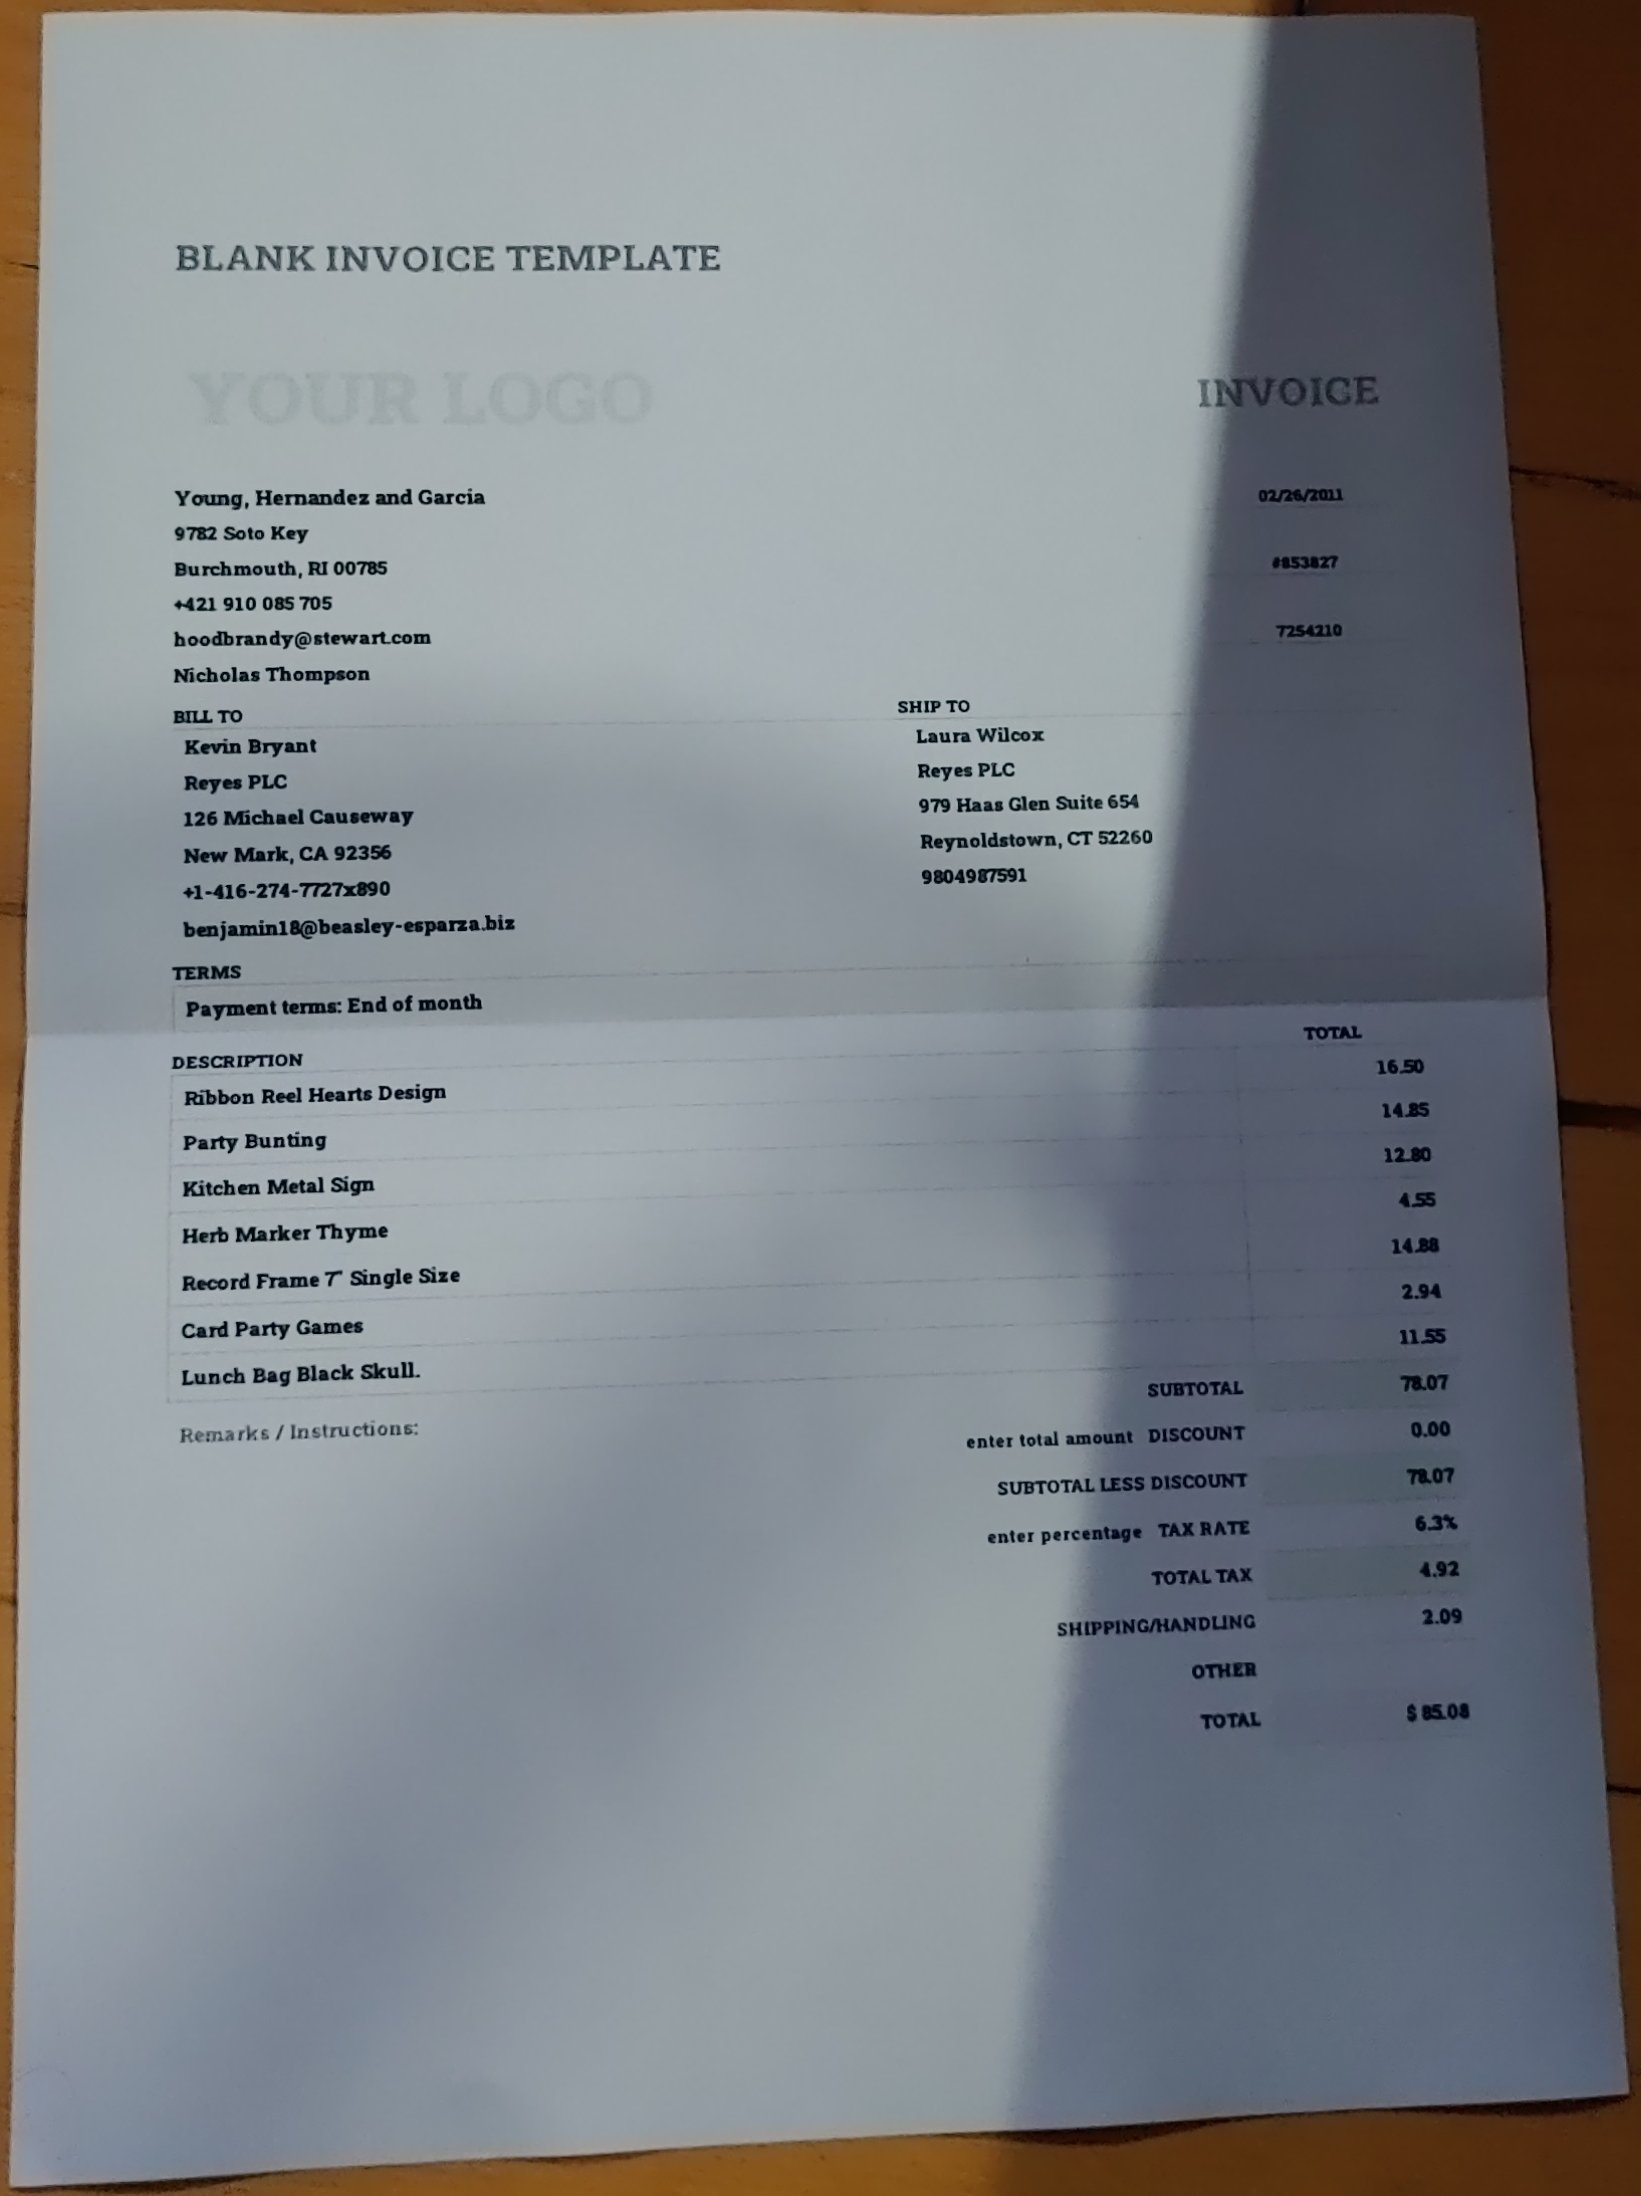 BLANK INVOICE TEMPLATE
YOUR LOGO
INVOICE
Young, Hernandez and Garcia
02/26/2011
9782 Soto Key
Burchmouth, RI 00785
#853827
+421 910 085 705
hoodbrandy@stewart.com
7254210
Nicholas Thompson
BILL TO
Kevin Bryant
Reyes PLC
126 Michael Causeway
New Mark, CA 92356
+1-416-274-7727x890
benjamin18@beasley-esparza.biz
SHIP TO
Laura Wilcox
Reyes PLC
979 Haas Glen Suite 654
Reynoldstown, CT 52260
9804987591
TERMS
Payment terms: End of month
DESCRIPTION TOTAL
Ribbon Reel Hearts Design 16.50
Party Bunting 14.85
Kitchen Metal Sign 12.80
Herb Marker Thyme 4.55
Record Frame 7" Single Size 14.88
Card Party Games 2.94
Lunch Bag Black Skull. 11.55
Remarks / Instructions:
SUBTOTAL 78.07
enter total amount DISCOUNT 0.00
SUBTOTAL LESS DISCOUNT 78.07
enter percentage TAX RATE 6.3%
TOTAL TAX 4.92
SHIPPING/HANDLING 2.09
OTHER
TOTAL $ 85.08